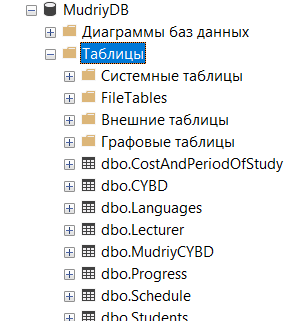 MudriyDB
Диаграммы баз данных
Таблицы
Системные таблицы
FileTables
Внешние таблицы
Графовые таблицы
dbo.CostAndPeriodOfStudy
dbo.CYBD
dbo.Languages
dbo.Lecturer
dbo.MudriyCYBD
dbo.Progress
dbo.Schedule
dbo.Students